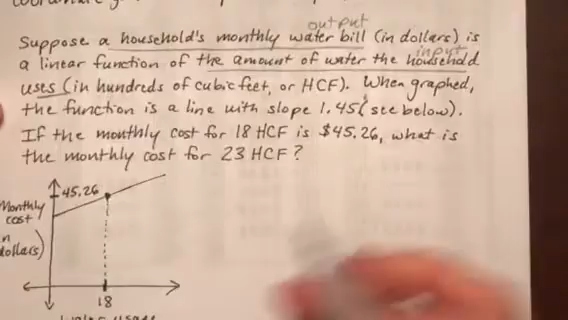 output
Suppose a household's monthly water bill (in dollars) is
input
a linear function of the amount of water the household
uses (in hundreds of cubic feet, or HCF). When graphed,
the function is a line with slope 1.45 (see below).
If the monthly cost for 18 HCF is $45.26, what is
the monthly cost for 23 HCF?
45.26
Monthly
cost
dollars)
18